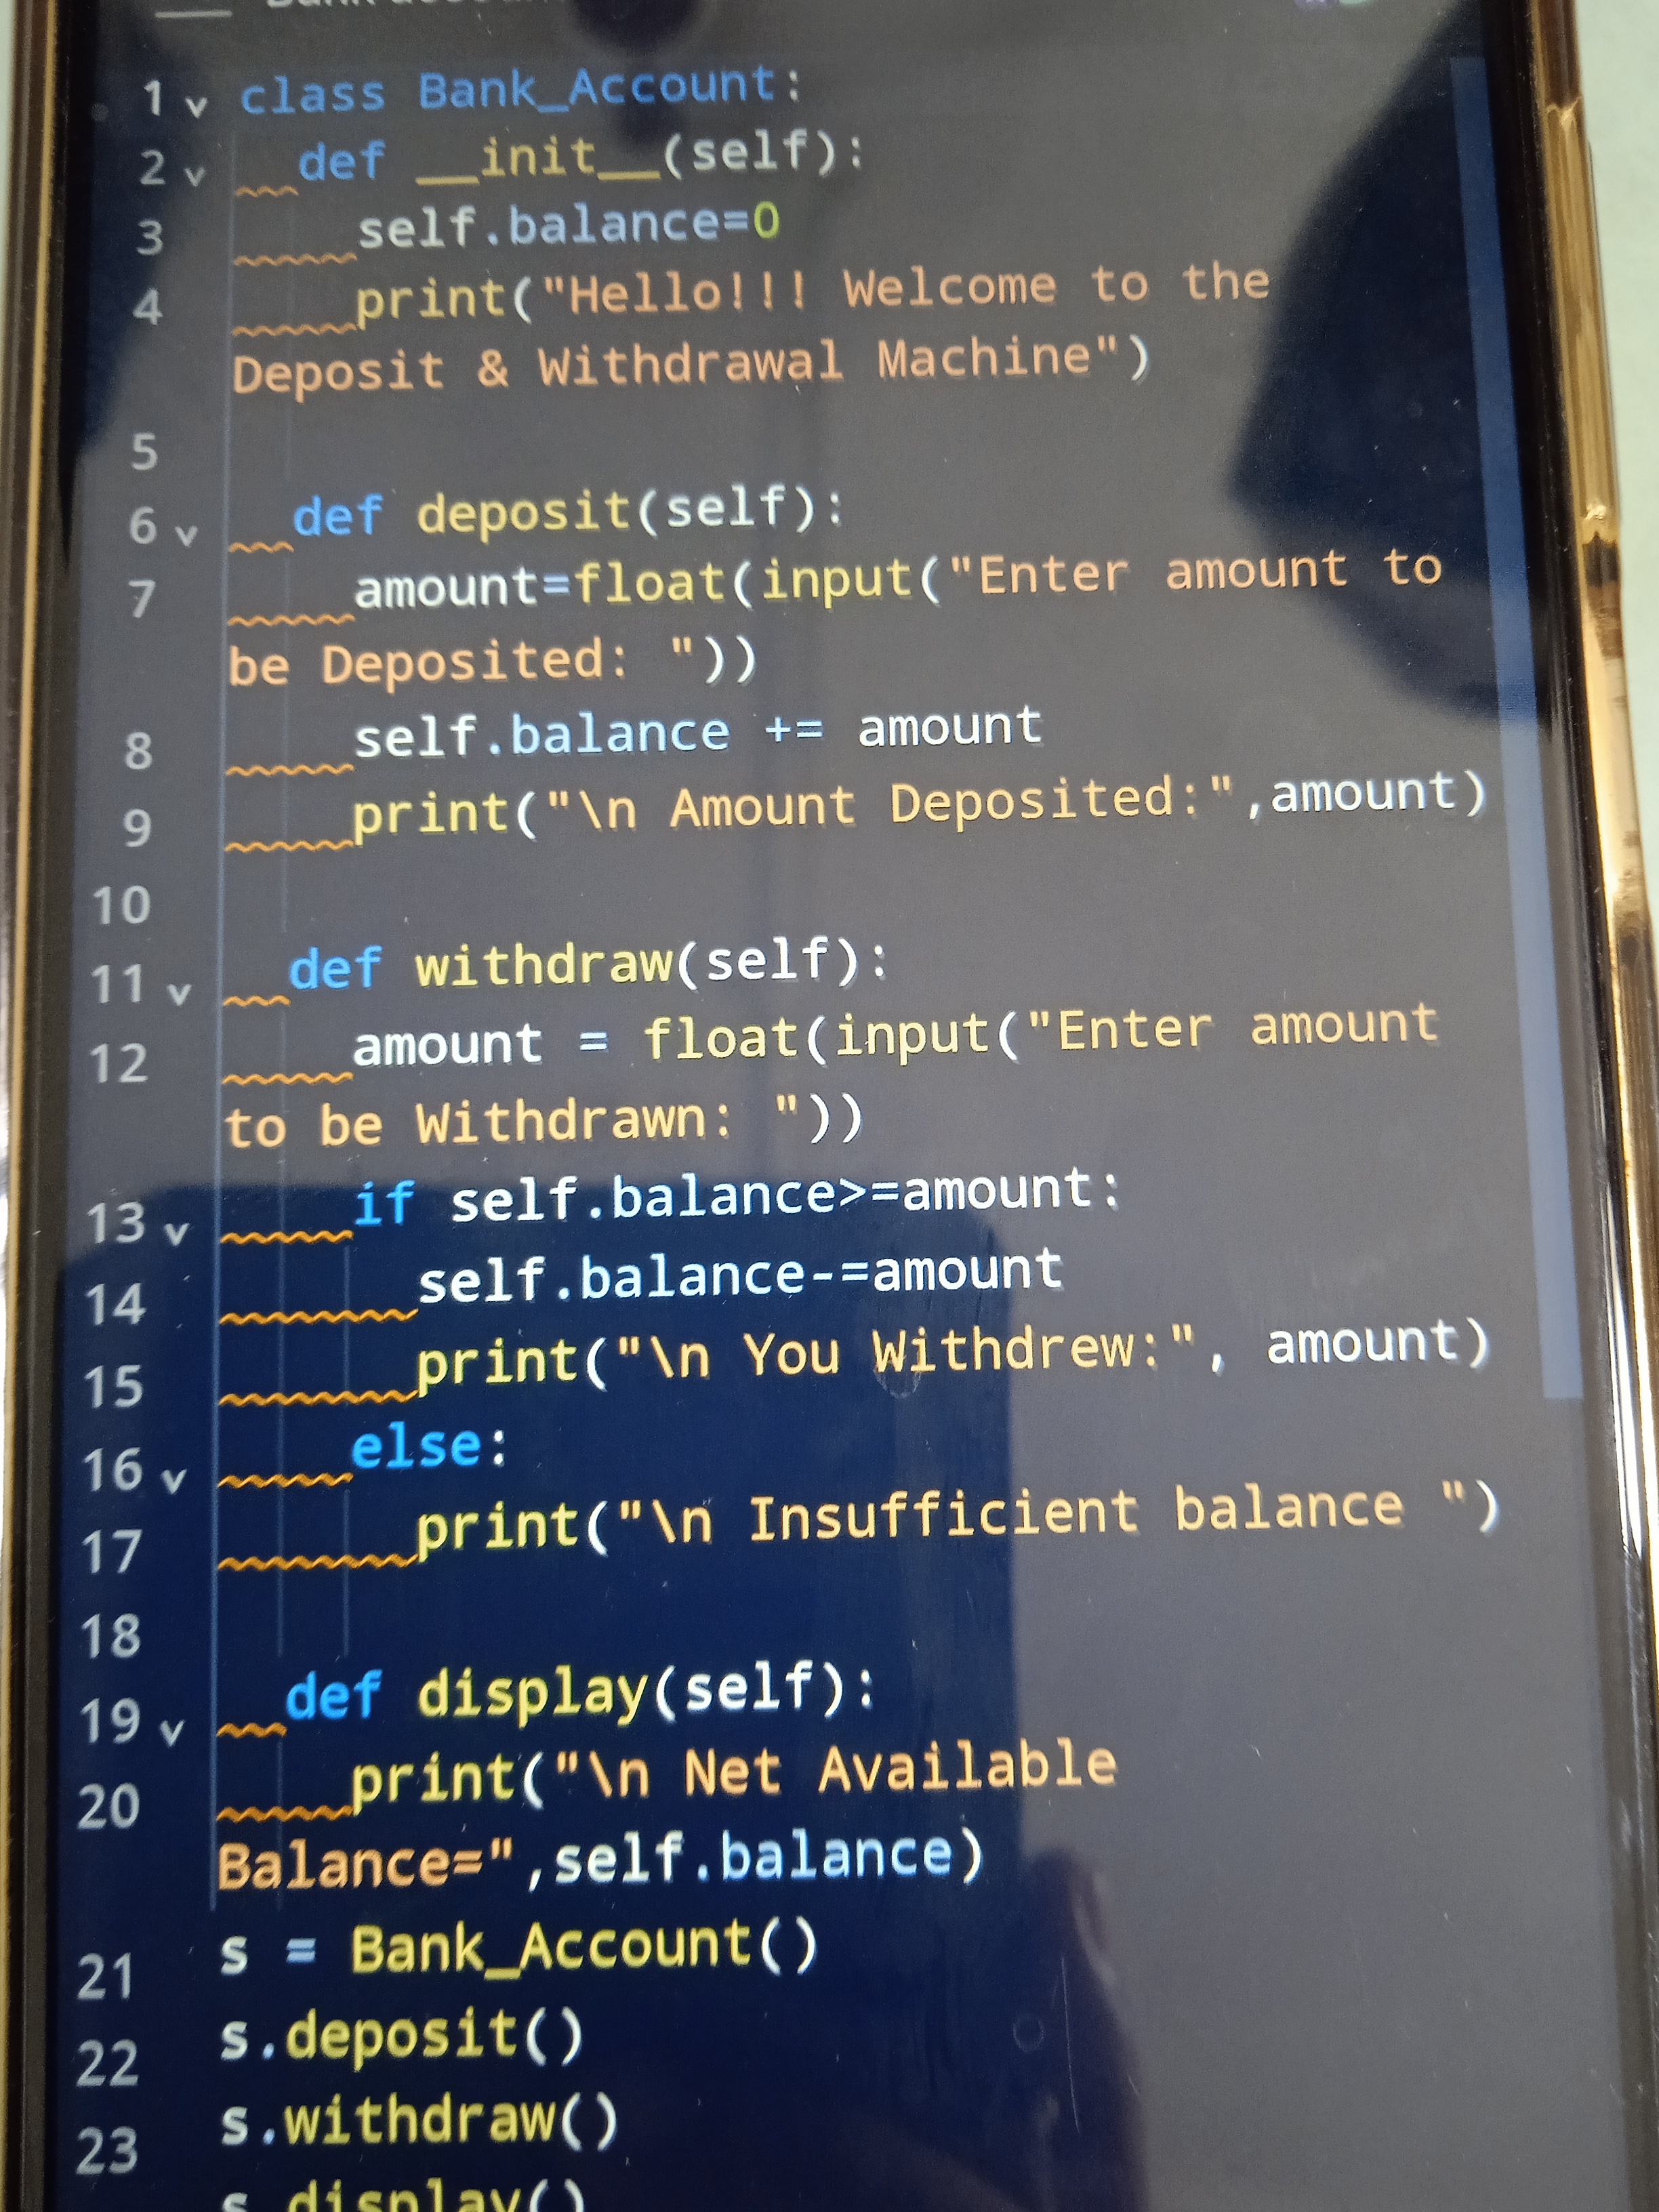 1 class Bank_Account:
2 def __init__(self):
3 self.balance=0
4 print("Hello!!! Welcome to the
Deposit & Withdrawal Machine")
5
6 def deposit(self):
7 amount=float(input("Enter amount to
be Deposited: "))
8 self.balance += amount
9 print("\n Amount Deposited:",amount)
10
11 def withdraw(self):
12 amount = float(input("Enter amount
to be Withdrawn: "))
13 if self.balance>=amount:
14 self.balance-=amount
15 print("\n You Withdrew:", amount)
16 else:
17 print("\n Insufficient balance ")
18
19 def display(self):
20 print("\n Net Available
Balance=",self.balance)
21 s = Bank_Account()
22 s.deposit()
23 s.withdraw()
s.display()